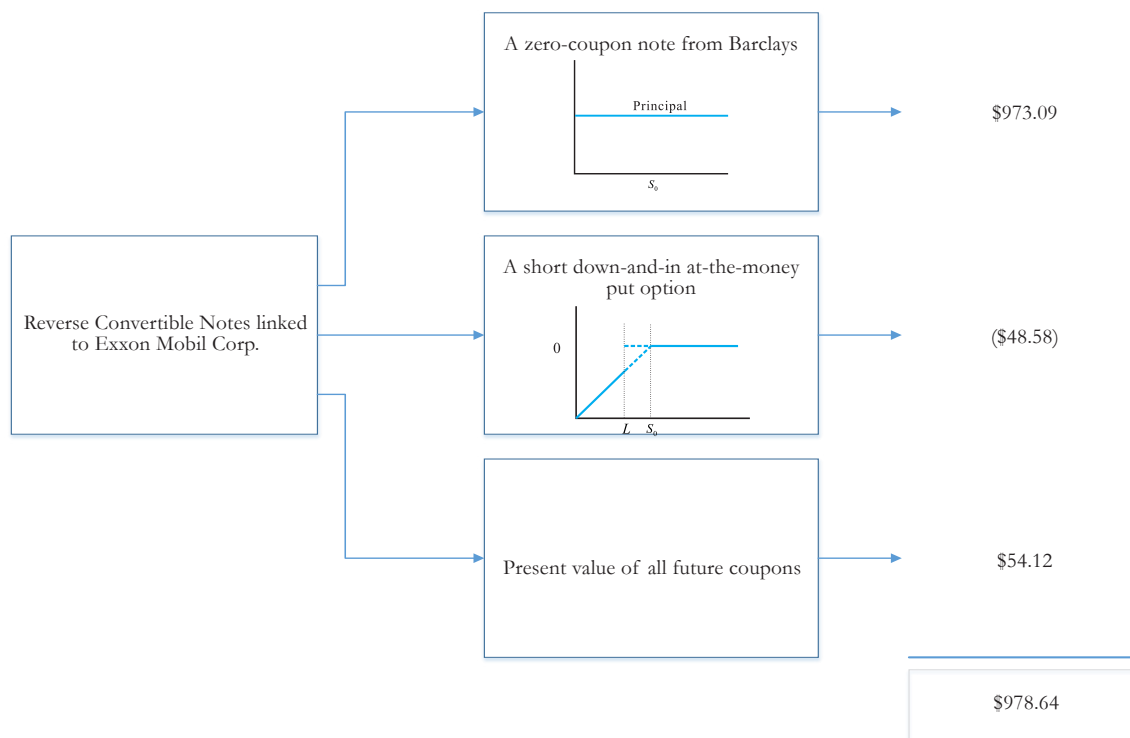 A zero-coupon note from Barclays
Principal
S₀
$973.09
Reverse Convertible Notes linked
to Exxon Mobil Corp.
A short down-and-in at-the-money
put option
0
L S₀
($48.58)
Present value of all future coupons
$54.12
$978.64